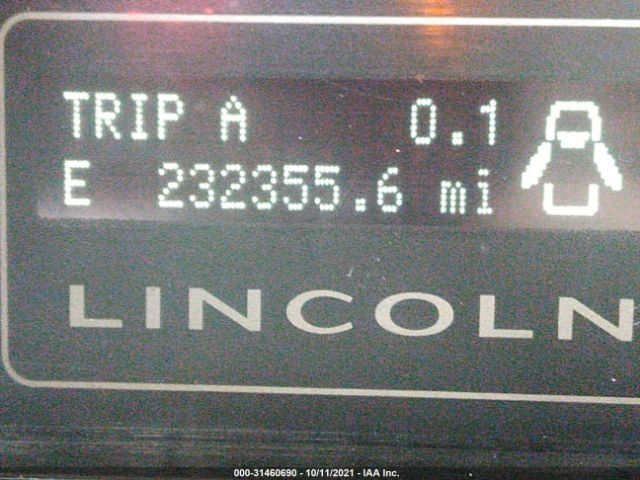 TRIP A 0.1
E 232355.6 mi
LINCOLN
000-31460690 - 10/11/2021 - IAA Inc.